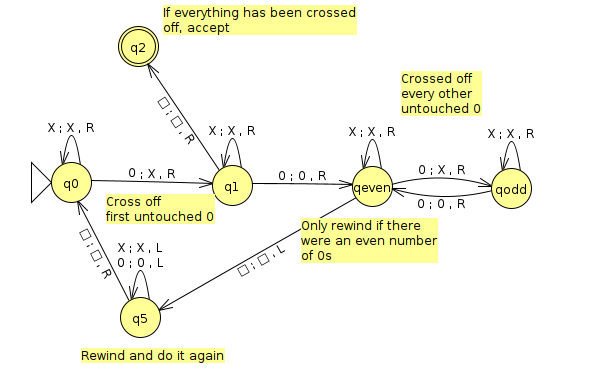 If everything has been crossed
off, accept
q2
Crossed off
every other
untouched 0
□ ; □ , R
X ; X , R
X ; X , R
X ; X , R
X ; X , R
0 ; X , R
0 ; 0 , R
0 ; X , R
q0
q1
qeven
qodd
0 ; 0 , R
Cross off
first untouched 0
Only rewind if there
were an even number
of 0s
□ ; □ , R
X ; X , L
0 ; 0 , L
□ ; □ , L
q5
Rewind and do it again